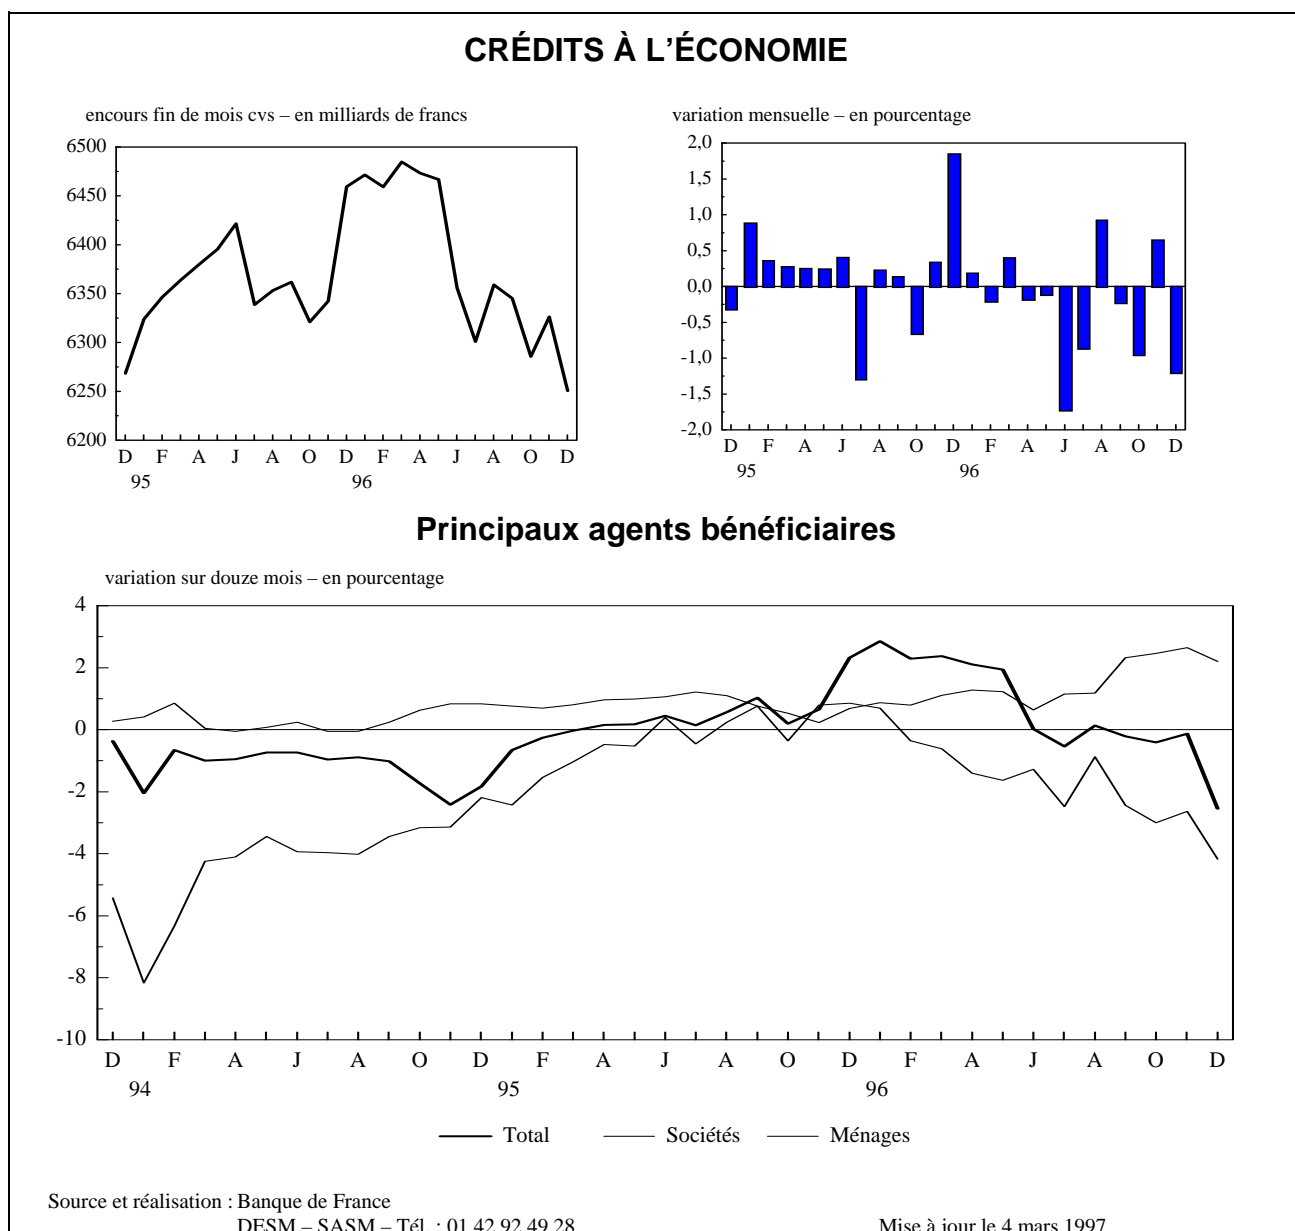 CRÉDITS À L’ÉCONOMIE
encours fin de mois cvs – en milliards de francs
6500
6450
6400
6350
6300
6250
6200
D F A J A O D F A J A O D
95 96
variation mensuelle – en pourcentage
2,0
1,5
1,0
0,5
0,0
-0,5
-1,0
-1,5
-2,0
D F A J A O D F A J A O D
95 96
Principaux agents bénéficiaires
variation sur douze mois – en pourcentage
4
2
0
-2
-4
-6
-8
-10
D F A J A O D F A J A O D F A J A O D
94 95 96
Total Sociétés Ménages
Source et réalisation : Banque de France
DESM – SASM – Tél. : 01 42 92 49 28 Mise à jour le 4 mars 1997